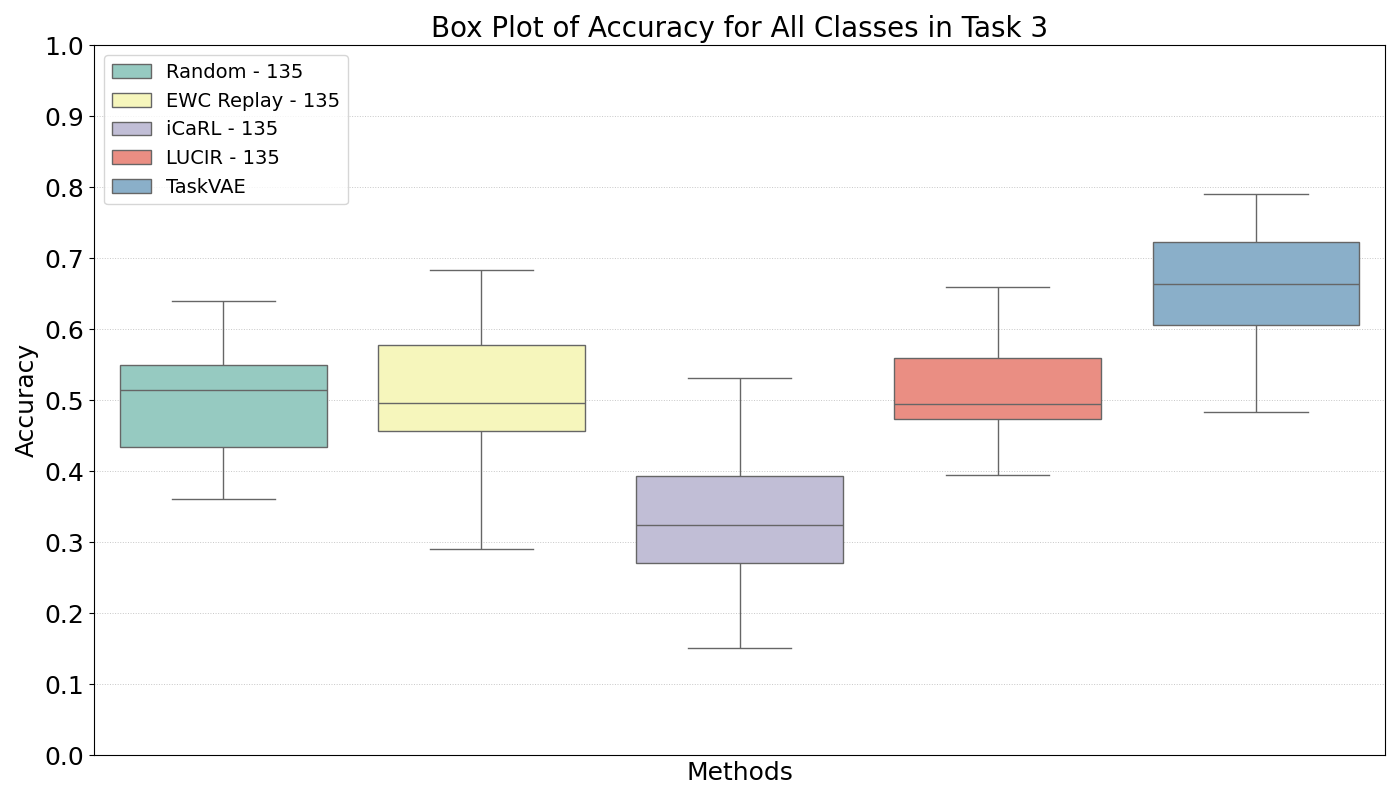 Box Plot of Accuracy for All Classes in Task 3
1.0
0.9
0.8
0.7
0.6
0.5
0.4
0.3
0.2
0.1
0.0
Accuracy
Random - 135
EWC Replay - 135
iCaRL - 135
LUCIR - 135
TaskVAE
Methods